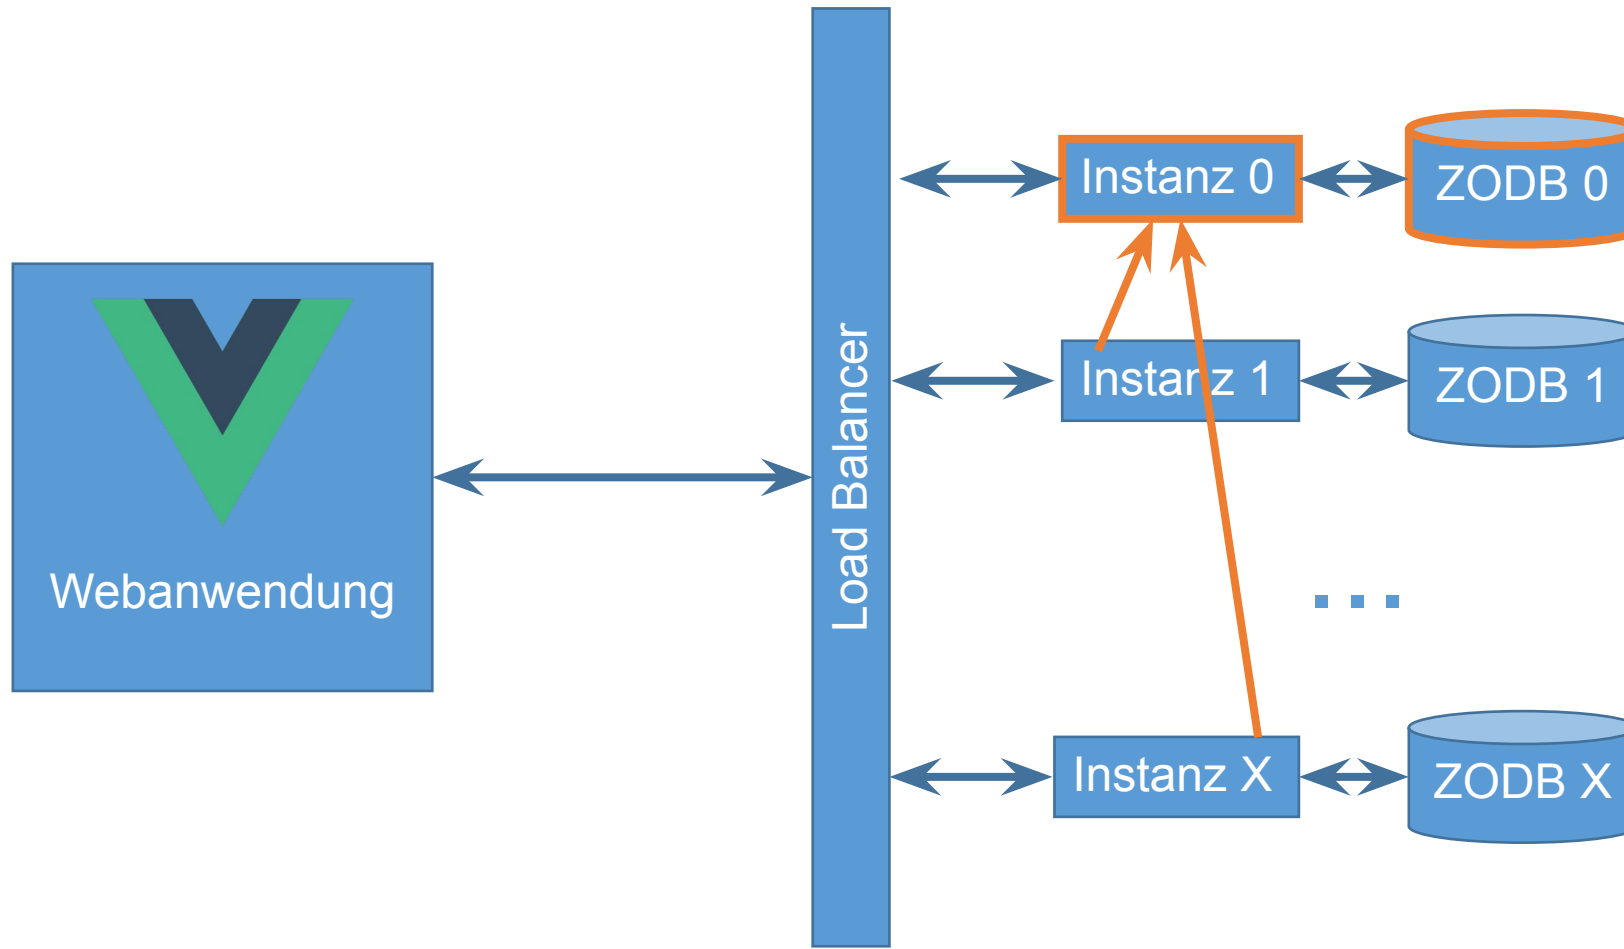 Webanwendung
Load Balancer
Instanz 0
ZODB 0
Instanz 1
ZODB 1
Instanz X
ZODB X